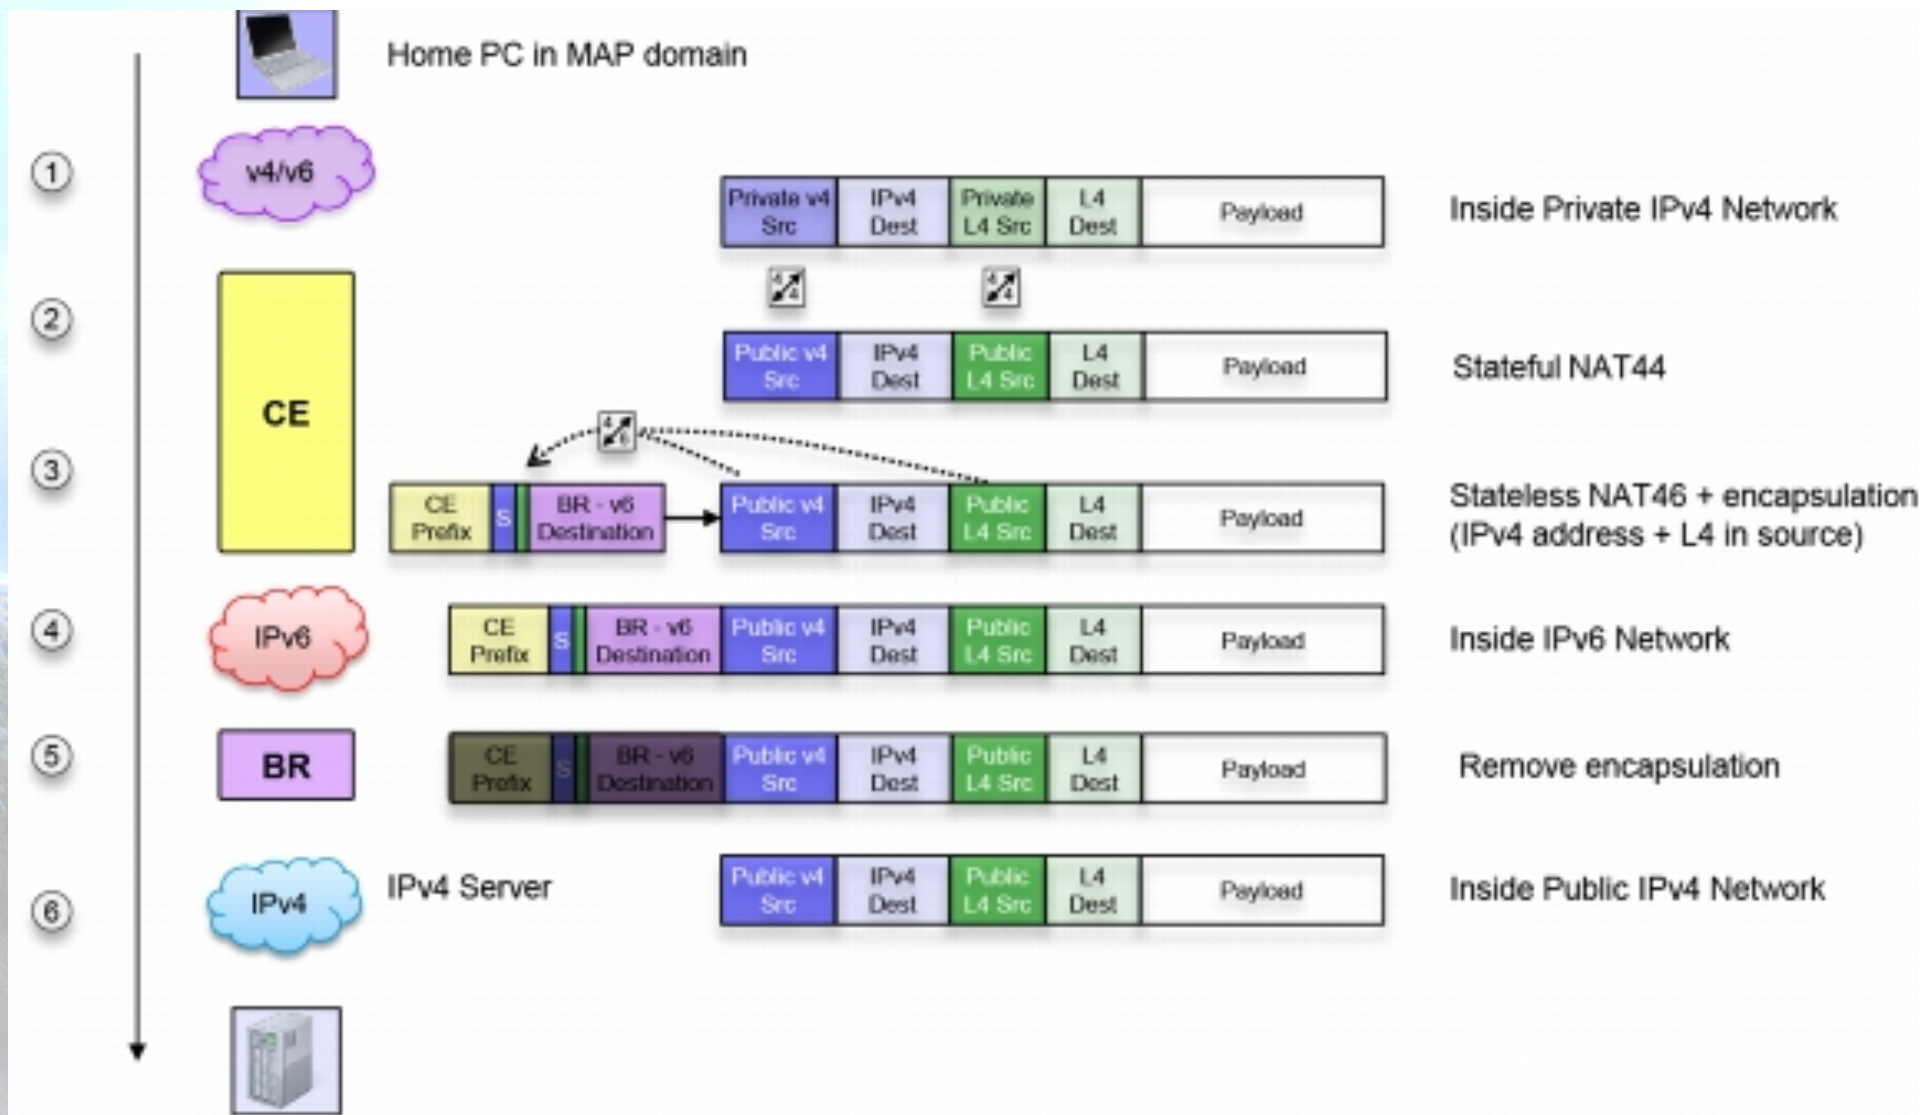 Home PC in MAP domain
1
v4/v6
Private v4
Src
IPv4
Dest
Private
L4 Src
L4
Dest
Payload
Inside Private IPv4 Network
4
4
4
4
2
Public v4
Src
IPv4
Dest
Public
L4 Src
L4
Dest
Payload
Stateful NAT44
CE
4
6
3
CE
Prefix
S
BR - v6
Destination
Public v4
Src
IPv4
Dest
Public
L4 Src
L4
Dest
Payload
Stateless NAT46 + encapsulation
(IPv4 address + L4 in source)
4
IPv6
CE
Prefix
S
BR - v6
Destination
Public v4
Src
IPv4
Dest
Public
L4 Src
L4
Dest
Payload
Inside IPv6 Network
5
BR
CE
Prefix
S
BR - v6
Destination
Public v4
Src
IPv4
Dest
Public
L4 Src
L4
Dest
Payload
Remove encapsulation
6
IPv4
IPv4 Server
Public v4
Src
IPv4
Dest
Public
L4 Src
L4
Dest
Payload
Inside Public IPv4 Network